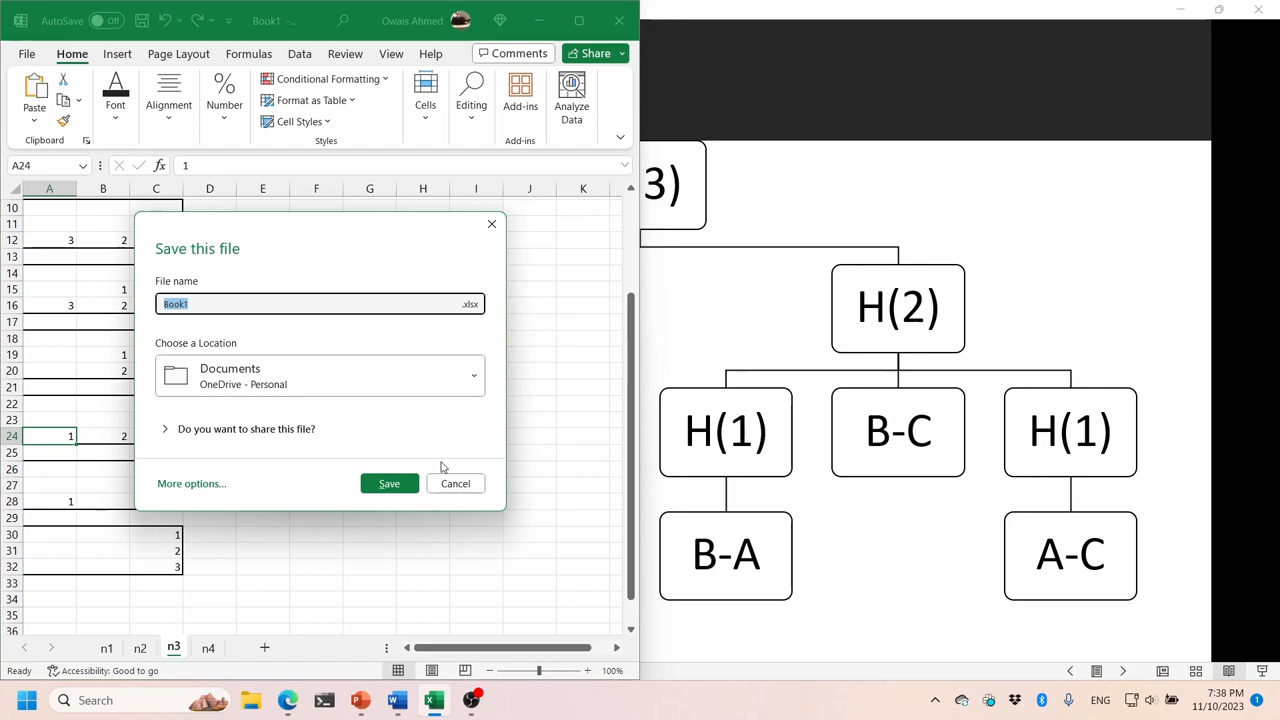 AutoSave Off Book1 -... Owais Ahmed
File Home Insert Page Layout Formulas Data Review View Help Comments Share
Paste Font Alignment Number Conditional Formatting Format as Table Cell Styles Cells Editing Add-ins Analyze Data
Clipboard Styles Add-ins
A24 fx 1
A B C D E F G H I J K
10
11
12 3 2
13
14
15 1
16 3 2
17
18
19 1
20 2
21
22
23
24 1 2
25
26
27
28 1
29
30 1
31 2
32 3
33
34
35
36
Save this file
File name
Book1 .xlsx
Choose a Location
Documents
OneDrive - Personal
Do you want to share this file?
More options... Save Cancel
n1 n2 n3 n4
Ready Accessibility: Good to go 100%
3)
H(2)
H(1) B-C H(1)
B-A A-C
Search ENG 7:38 PM
11/10/2023 1